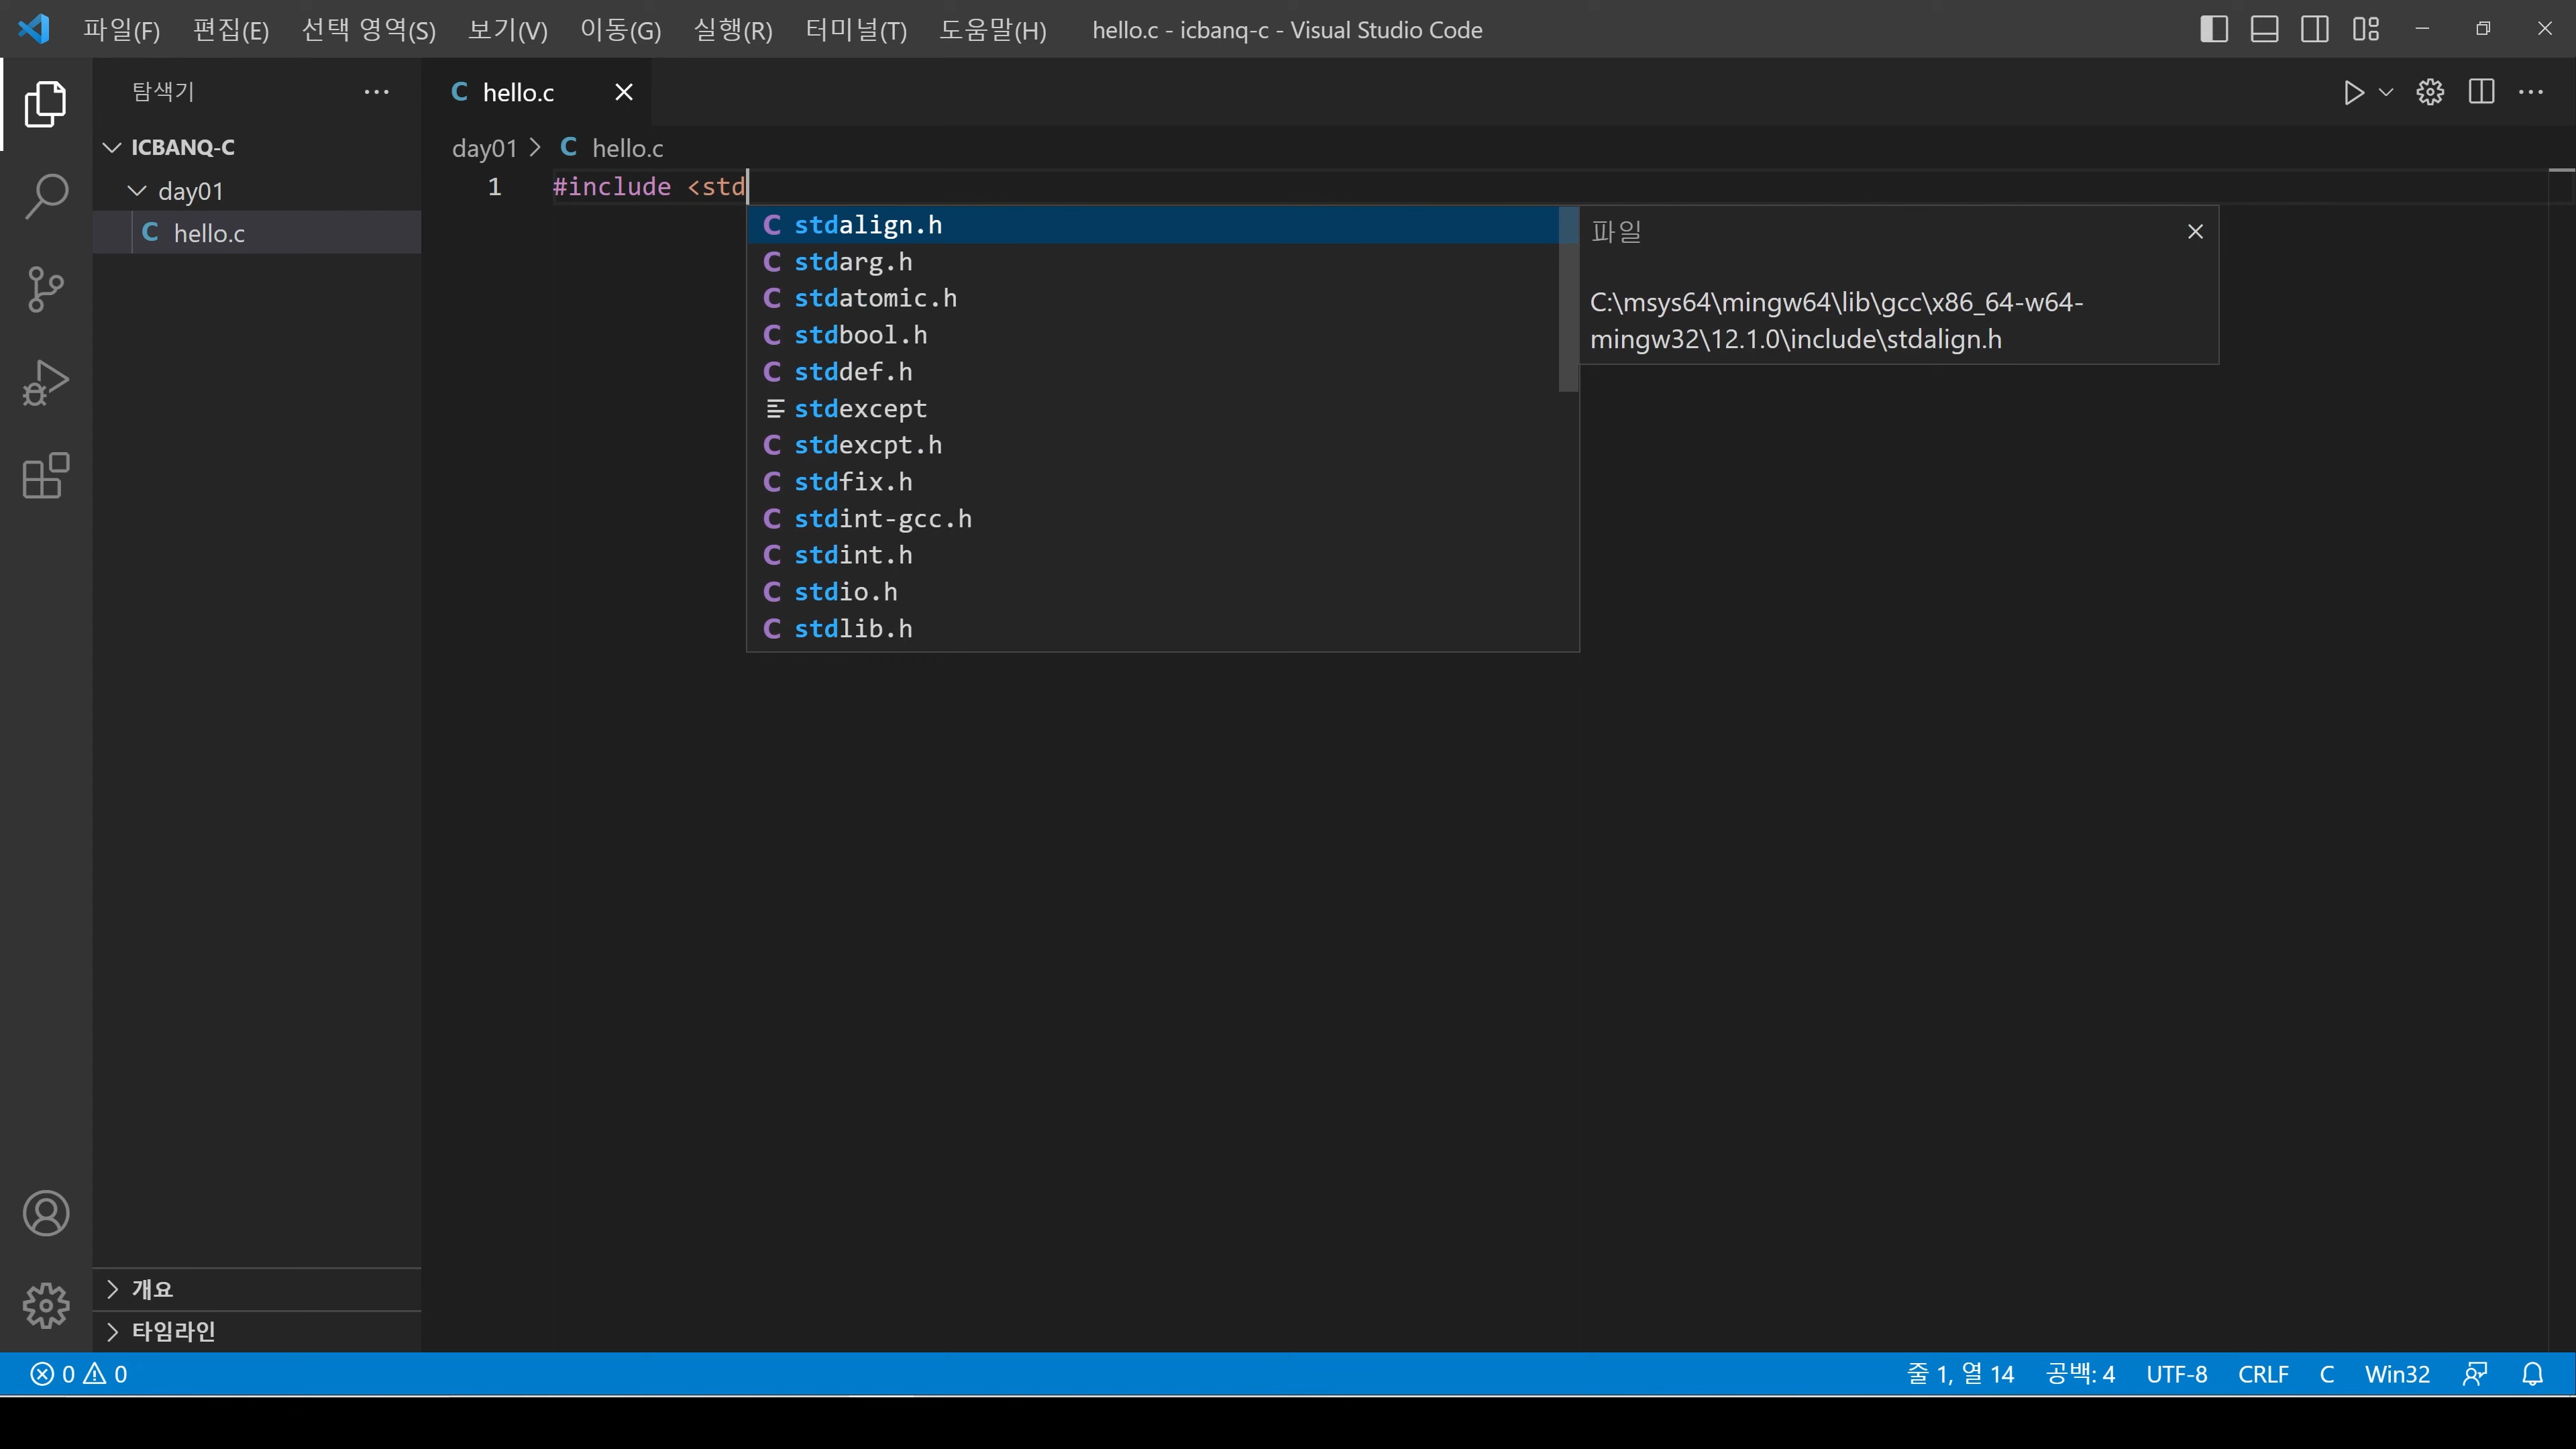 파일(F) 편집(E) 선택 영역(S) 보기(V) 이동(G) 실행(R) 터미널(T) 도움말(H) hello.c - icbanq-c - Visual Studio Code
탐색기
C hello.c
ICBANQ-C
day01
C hello.c
day01 > C hello.c
1 #include <std
C stdalign.h
C stdarg.h
C stdatomic.h
C stdbool.h
C stddef.h
stdexcept
C stdexcpt.h
C stdfix.h
C stdint-gcc.h
C stdint.h
C stdio.h
C stdlib.h
파일
C:\msys64\mingw64\lib\gcc\x86_64-w64-
mingw32\12.1.0\include\stdalign.h
개요
타임라인
0 0 줄 1, 열 14 공백: 4 UTF-8 CRLF C Win32